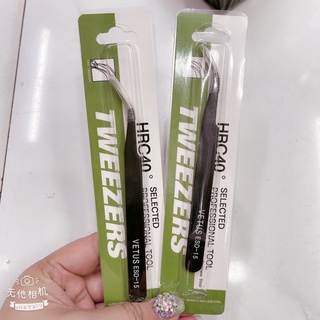 TWEEZERS
HRC40°
SELECTED
PROFESSIONAL TOOL
VETUS ESD-15
TWEEZERS
HRC40°
SELECTED
PROFESSIONAL TOOL
VETUS ESD-15
无他相机